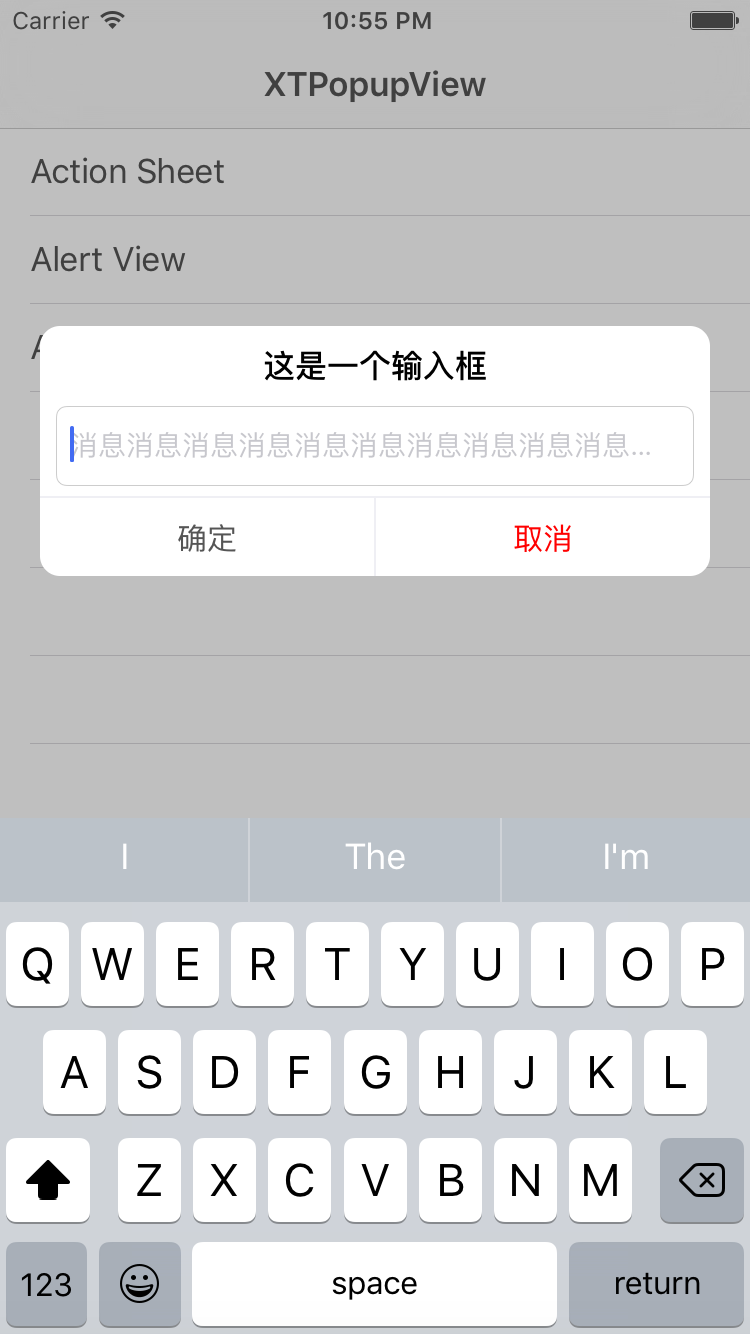 Carrier 10:55 PM
XTPopupView
Action Sheet
Alert View
A
这是一个输入框
消息消息消息消息消息消息消息消息消息消息...
确定 取消
I The I'm
Q W E R T Y U I O P
A S D F G H J K L
Z X C V B N M
123 space return